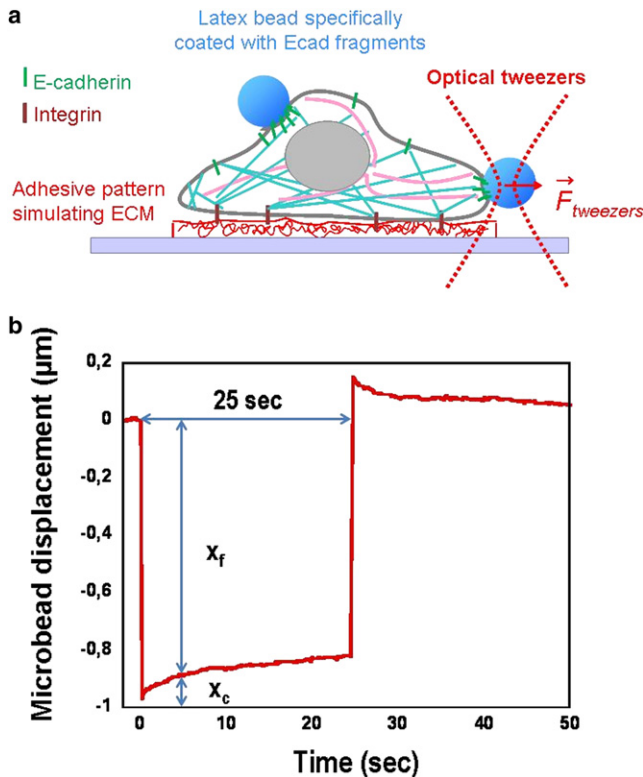 a
Latex bead specifically
coated with Ecad fragments
E-cadherin
Integrin
Optical tweezers
Adhesive pattern
simulating ECM
F tweezers
b
Microbead displacement (µm)
0,2
0
-0,2
-0,4
-0,6
-0,8
-1
25 sec
xf
xc
0
10
20
30
40
50
Time (sec)